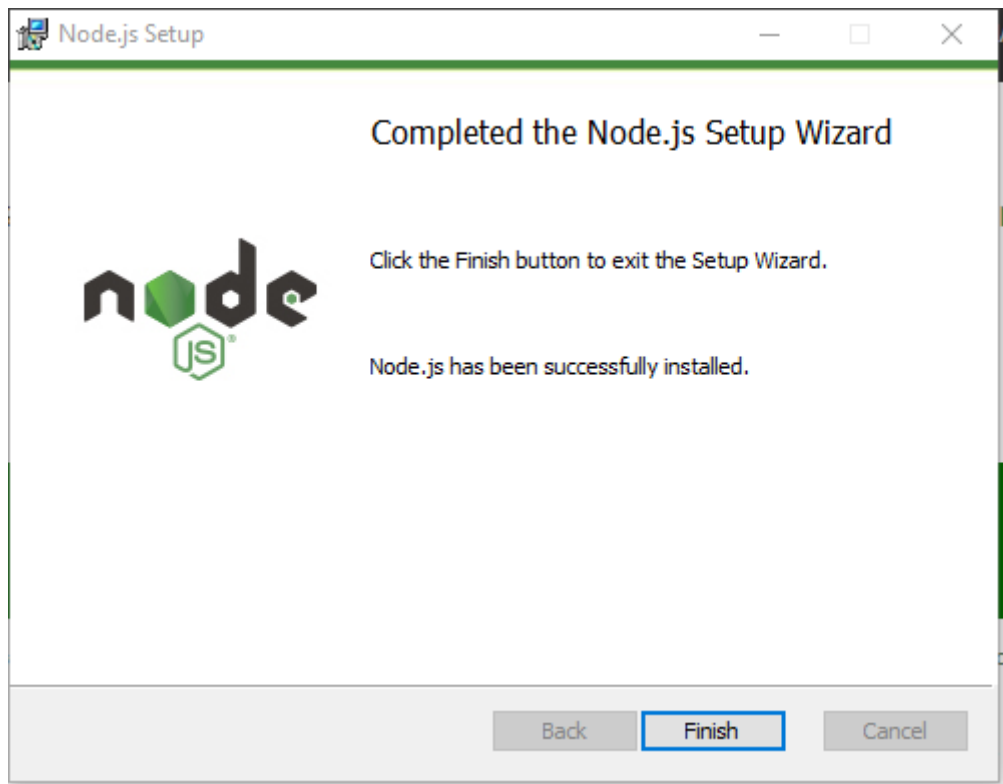 Node.js Setup
Completed the Node.js Setup Wizard
Click the Finish button to exit the Setup Wizard.
node
JS®
Node.js has been successfully installed.
Back Finish Cancel